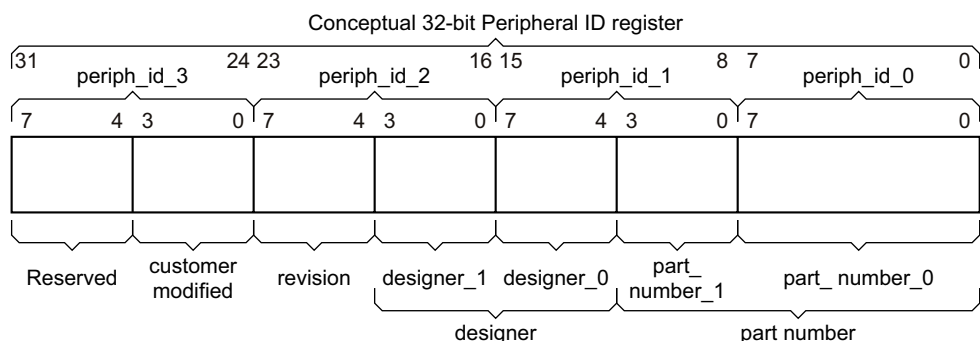 Conceptual 32-bit Peripheral ID register
31 24 23 16 15 8 7 0
periph_id_3 periph_id_2 periph_id_1 periph_id_0
7 4 3 0 7 4 3 0 7 4 3 0 7 0
Reserved customer modified revision designer_1 designer_0 part_ number_1 part_ number_0
designer part number